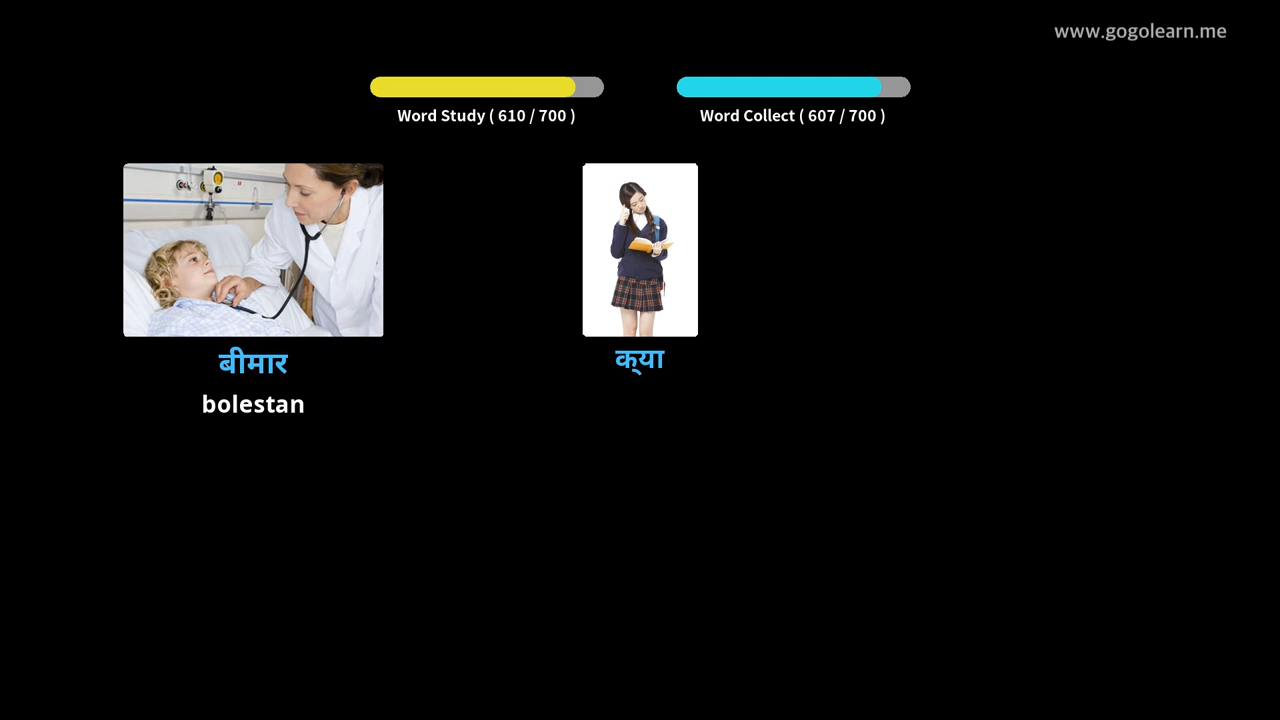 www.gogolearn.me
Word Study ( 610 / 700 )
Word Collect ( 607 / 700 )
बीमार
bolestan
क्या